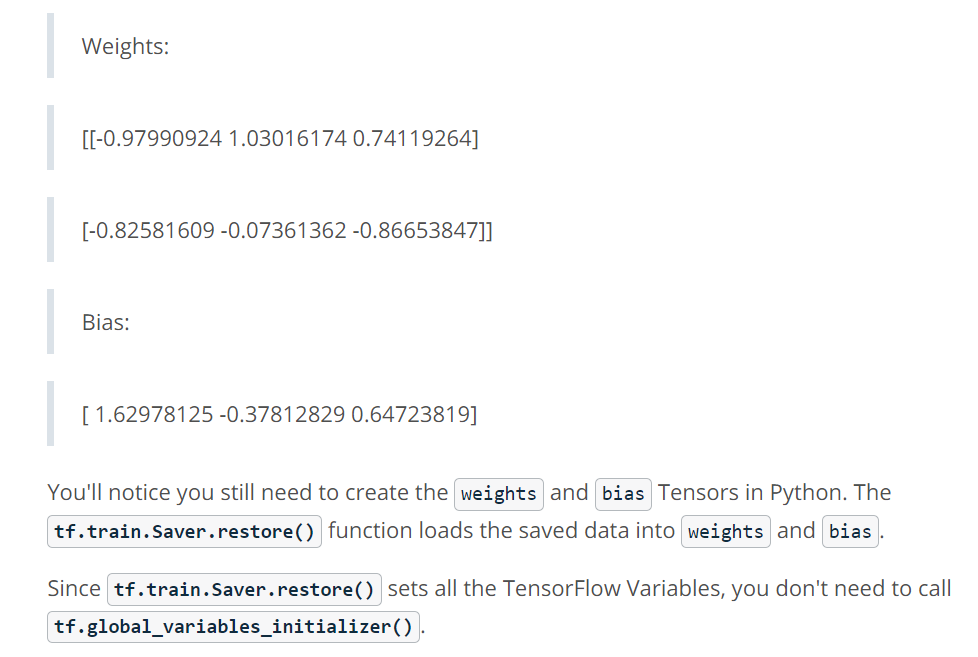 Weights:
[[-0.97990924 1.03016174 0.74119264]
[-0.82581609 -0.07361362 -0.86653847]]
Bias:
[ 1.62978125 -0.37812829 0.64723819]
You'll notice you still need to create the weights and bias Tensors in Python. The
tf.train.Saver.restore() function loads the saved data into weights and bias.
Since tf.train.Saver.restore() sets all the TensorFlow Variables, you don't need to call
tf.global_variables_initializer().